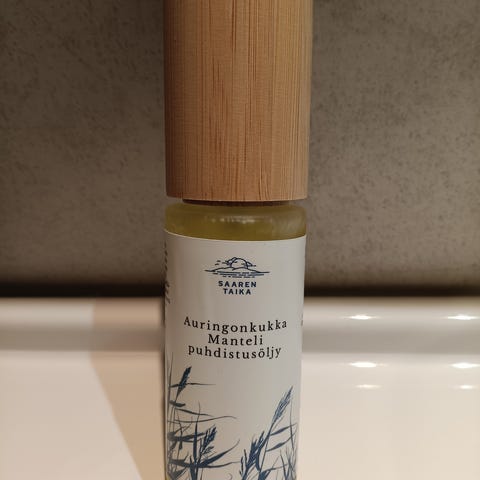 SAAREN
TAIKA
Auringonkukka
Manteli
puhdistusöljy